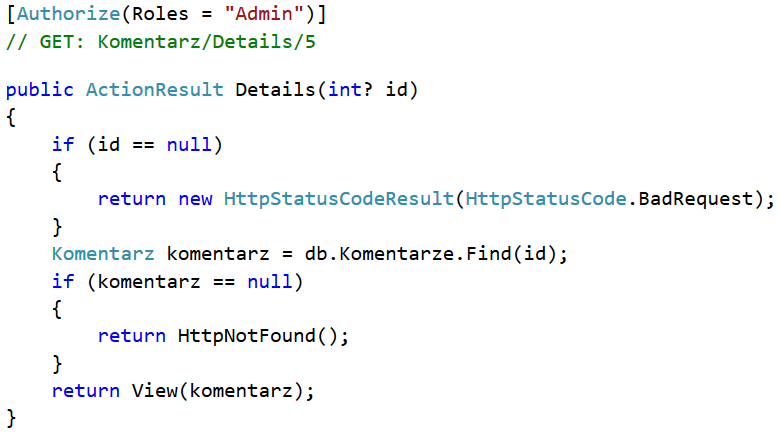 [Authorize(Roles = "Admin")]
// GET: Komentarz/Details/5
public ActionResult Details(int? id)
{
    if (id == null)
    {
        return new HttpStatusCodeResult(HttpStatusCode.BadRequest);
    }
    Komentarz komentarz = db.Komentarze.Find(id);
    if (komentarz == null)
    {
        return HttpNotFound();
    }
    return View(komentarz);
}